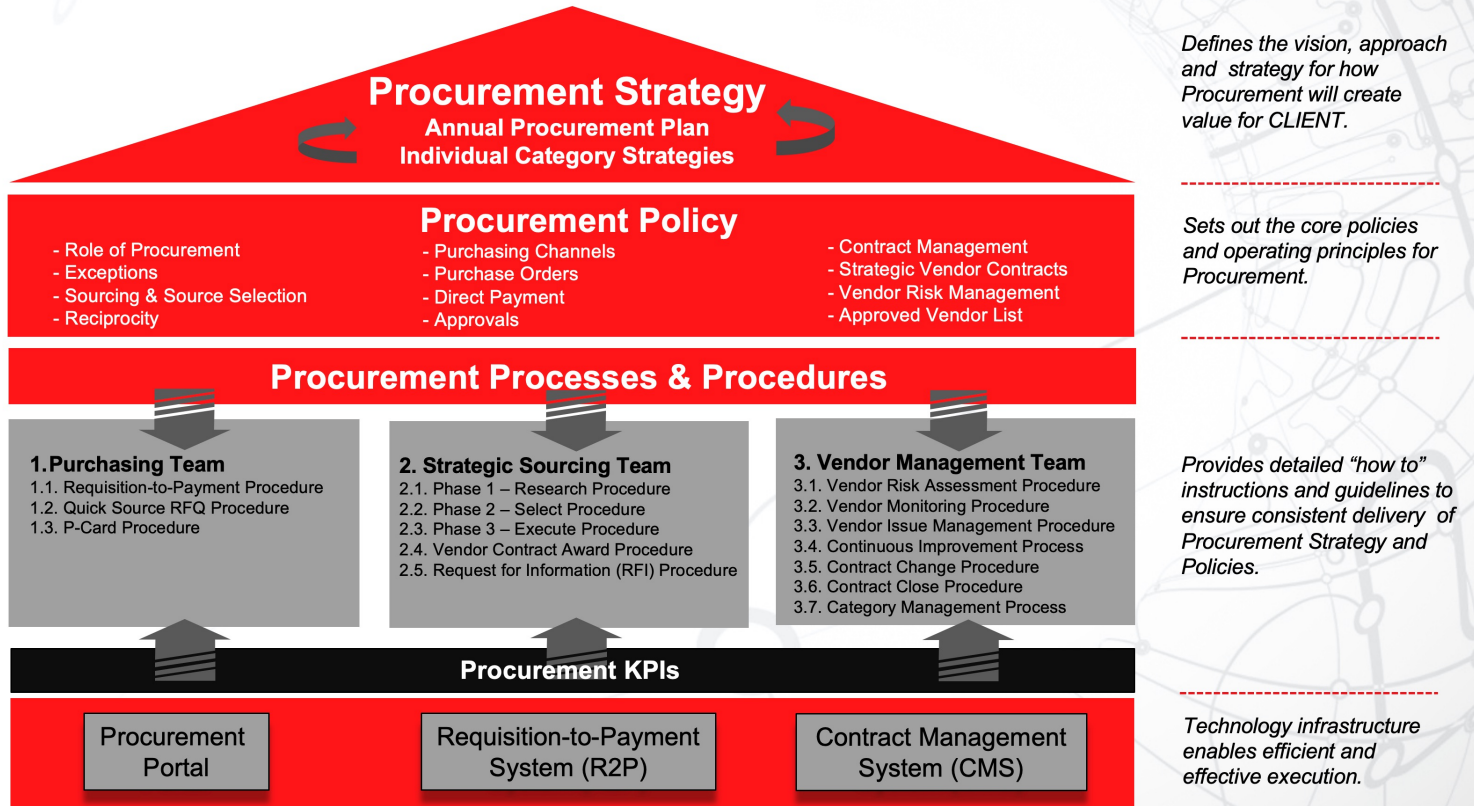 Procurement Strategy
Annual Procurement Plan
Individual Category Strategies
Defines the vision, approach
and strategy for how
Procurement will create
value for CLIENT.
Procurement Policy
- Role of Procurement
- Exceptions
- Sourcing & Source Selection
- Reciprocity
- Purchasing Channels
- Purchase Orders
- Direct Payment
- Approvals
- Contract Management
- Strategic Vendor Contracts
- Vendor Risk Management
- Approved Vendor List
Sets out the core policies
and operating principles for
Procurement.
Procurement Processes & Procedures
1. Purchasing Team
1.1. Requisition-to-Payment Procedure
1.2. Quick Source RFQ Procedure
1.3. P-Card Procedure
2. Strategic Sourcing Team
2.1. Phase 1 – Research Procedure
2.2. Phase 2 – Select Procedure
2.3. Phase 3 – Execute Procedure
2.4. Vendor Contract Award Procedure
2.5. Request for Information (RFI) Procedure
3. Vendor Management Team
3.1. Vendor Risk Assessment Procedure
3.2. Vendor Monitoring Procedure
3.3. Vendor Issue Management Procedure
3.4. Continuous Improvement Process
3.5. Contract Change Procedure
3.6. Contract Close Procedure
3.7. Category Management Process
Provides detailed “how to”
instructions and guidelines to
ensure consistent delivery of
Procurement Strategy and
Policies.
Procurement KPIs
Procurement
Portal
Requisition-to-Payment
System (R2P)
Contract Management
System (CMS)
Technology infrastructure
enables efficient and
effective execution.